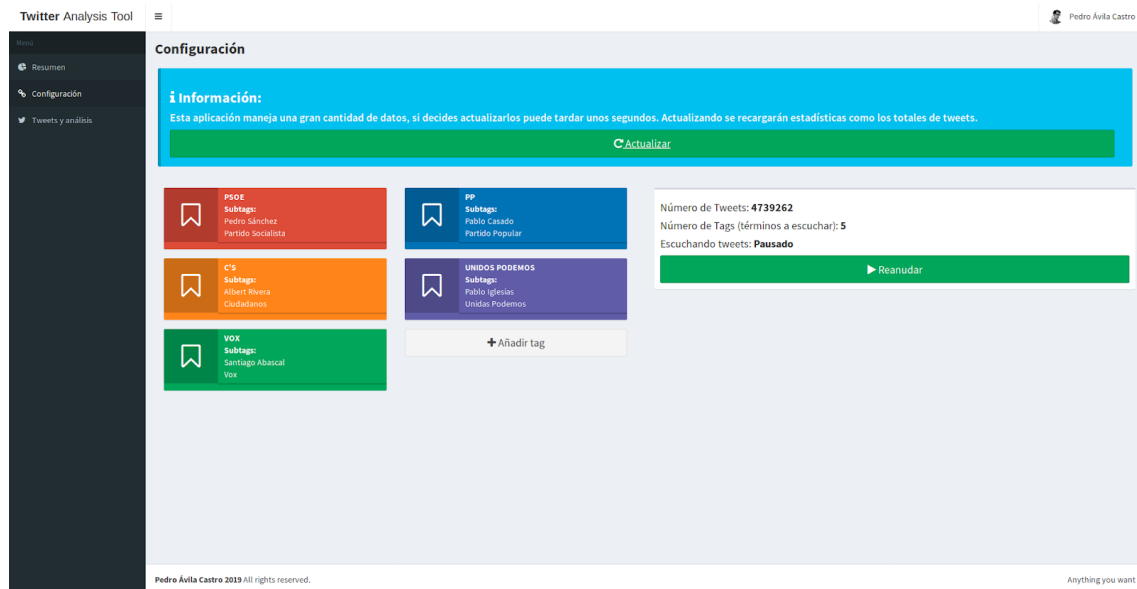 Twitter Analysis Tool
Pedro Ávila Castro
Menú
Resumen
Configuración
Tweets y análisis
Configuración
Información:
Esta aplicación maneja una gran cantidad de datos, si decides actualizarlos puede tardar unos segundos. Actualizando se recargarán estadísticas como los totales de tweets.
Actualizar
PSOE
Subtags:
Pedro Sánchez
Partido Socialista
PP
Subtags:
Pablo Casado
Partido Popular
C'S
Subtags:
Albert Rivera
Ciudadanos
UNIDOS PODEMOS
Subtags:
Pablo Iglesias
Unidas Podemos
VOX
Subtags:
Santiago Abascal
Vox
Añadir tag
Número de Tweets: 4739262
Número de Tags (términos a escuchar): 5
Escuchando tweets: Pausado
Reanudar
Pedro Ávila Castro 2019 All rights reserved.
Anything you want